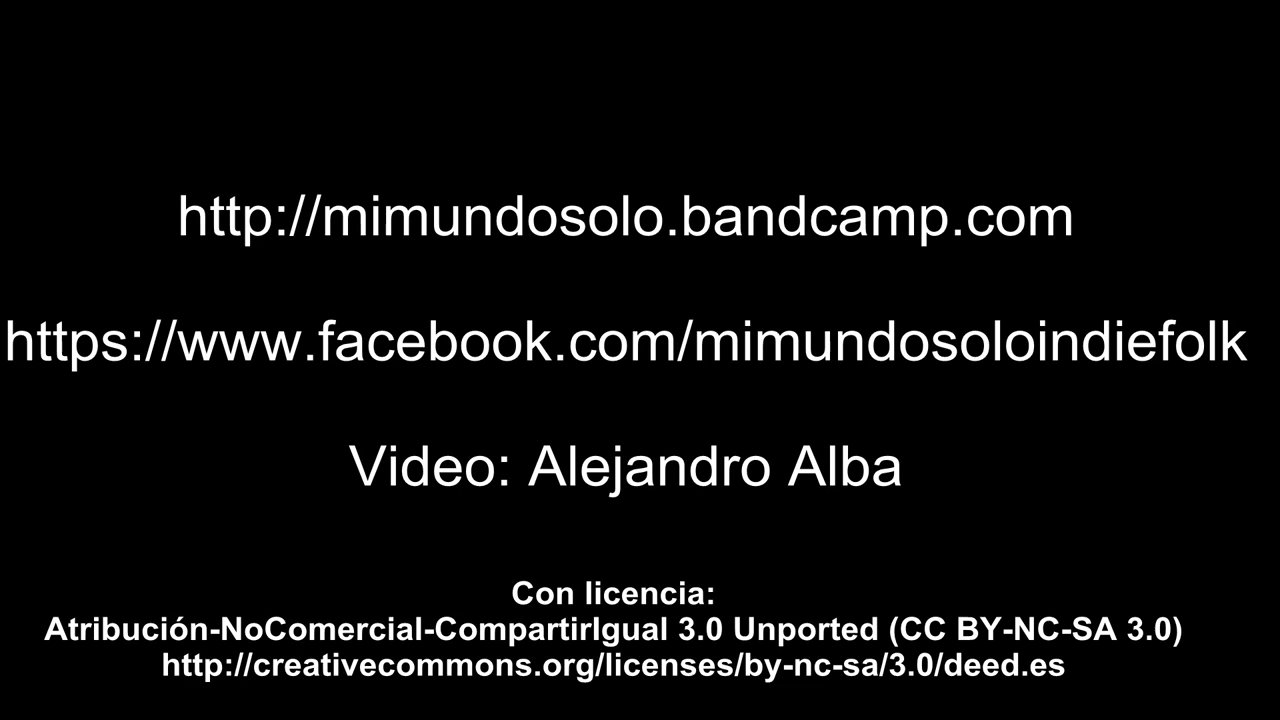 http://mimundosolo.bandcamp.com
https://www.facebook.com/mimundosoloindiefolk
Video: Alejandro Alba
Con licencia:
Atribución-NoComercial-CompartirIgual 3.0 Unported (CC BY-NC-SA 3.0)
http://creativecommons.org/licenses/by-nc-sa/3.0/deed.es